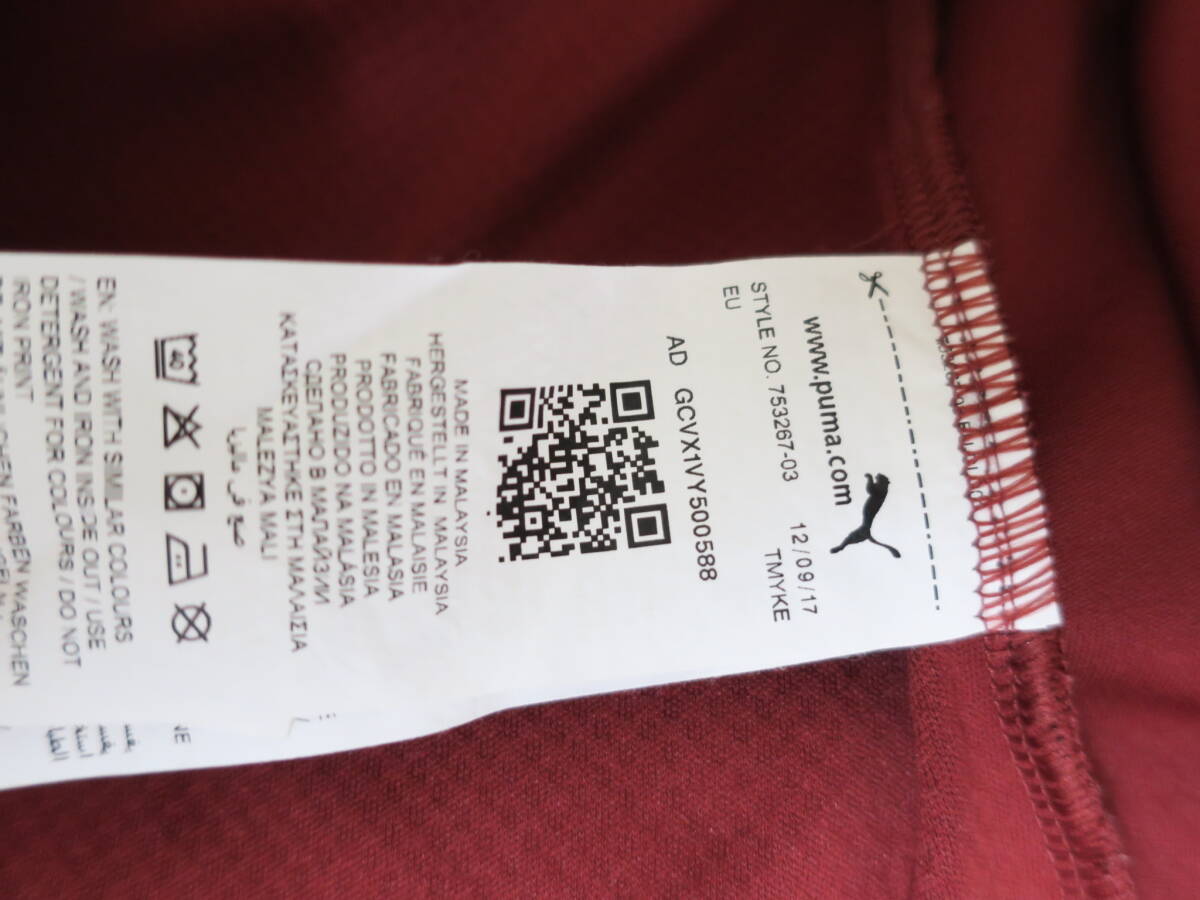 www.puma.com
STYLE NO. 753267-03 12/09/17
EU TMYKE
AD GCVX1VY500588
MADE IN MALAYSIA
HERGESTELLT IN MALAYSIA
FABRIQUÉ EN MALAISIE
FABRICADO EN MALASIA
PRODOTTO IN MALESIA
PRODUZIDO NA MALÁSIA
СДЕЛАНО В МАЛАЙЗИИ
ΚΑΤΑΣΚΕΥΑΣΤΗΚΕ ΣΤΗ ΜΑΛΑΙΣΙΑ
MALEZYA MALI
صنع في ماليزيا
40
EN: WASH WITH SIMILAR COLOURS
/ WASH AND IRON INSIDE OUT / USE
DETERGENT FOR COLOURS / DO NOT
IRON PRINT
FARBEN WASCHEN